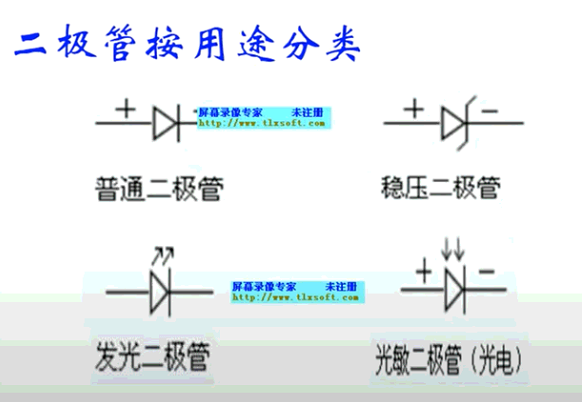 二极管按用途分类
+
屏幕录像专家 未注册
http://www.tlxsoft.com
+ −
普通二极管
稳压二极管
+ −
屏幕录像专家 未注册
http://www.tlxsoft.com
发光二极管
光敏二极管(光电)